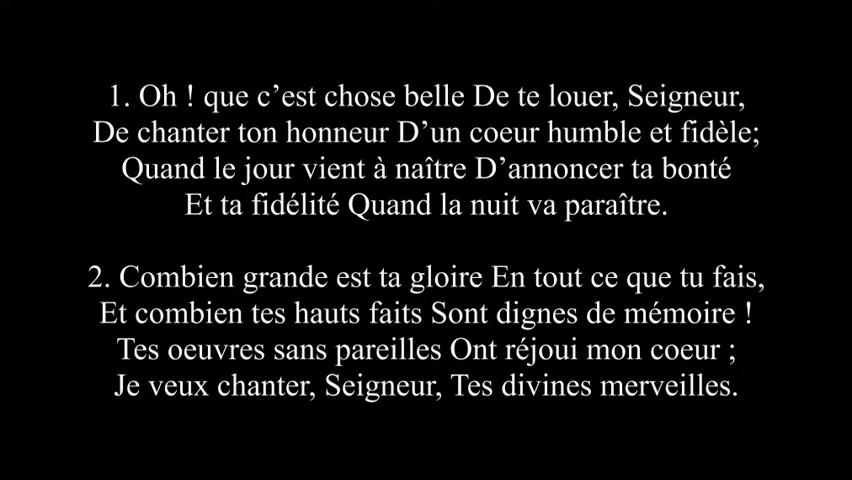 1. Oh ! que c’est chose belle De te louer, Seigneur,
De chanter ton honneur D’un coeur humble et fidèle;
Quand le jour vient à naître D’annoncer ta bonté
Et ta fidélité Quand la nuit va paraître.
2. Combien grande est ta gloire En tout ce que tu fais,
Et combien tes hauts faits Sont dignes de mémoire !
Tes oeuvres sans pareilles Ont réjoui mon coeur ;
Je veux chanter, Seigneur, Tes divines merveilles.